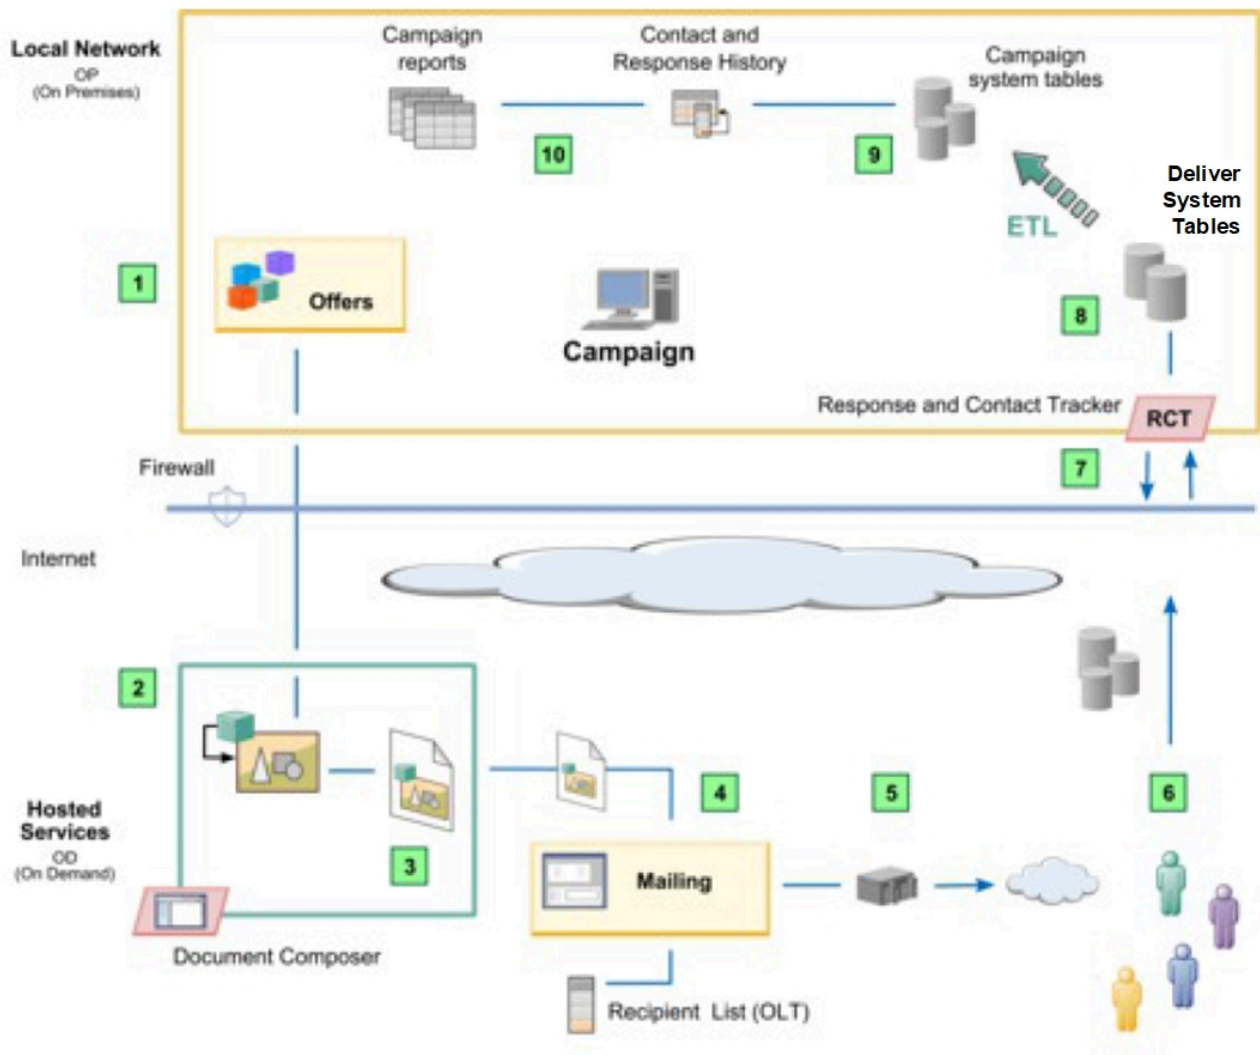 Local Network
OP
(On Premises)
Campaign
reports
Contact and
Response History
Campaign
system tables
10
9
Deliver
System
Tables
ETL
1
Offers
8
Campaign
Response and Contact Tracker
RCT
Firewall
7
Internet
2
Hosted
Services
OD
(On Demand)
3
4
5
6
Mailing
Document Composer
Recipient List (OLT)